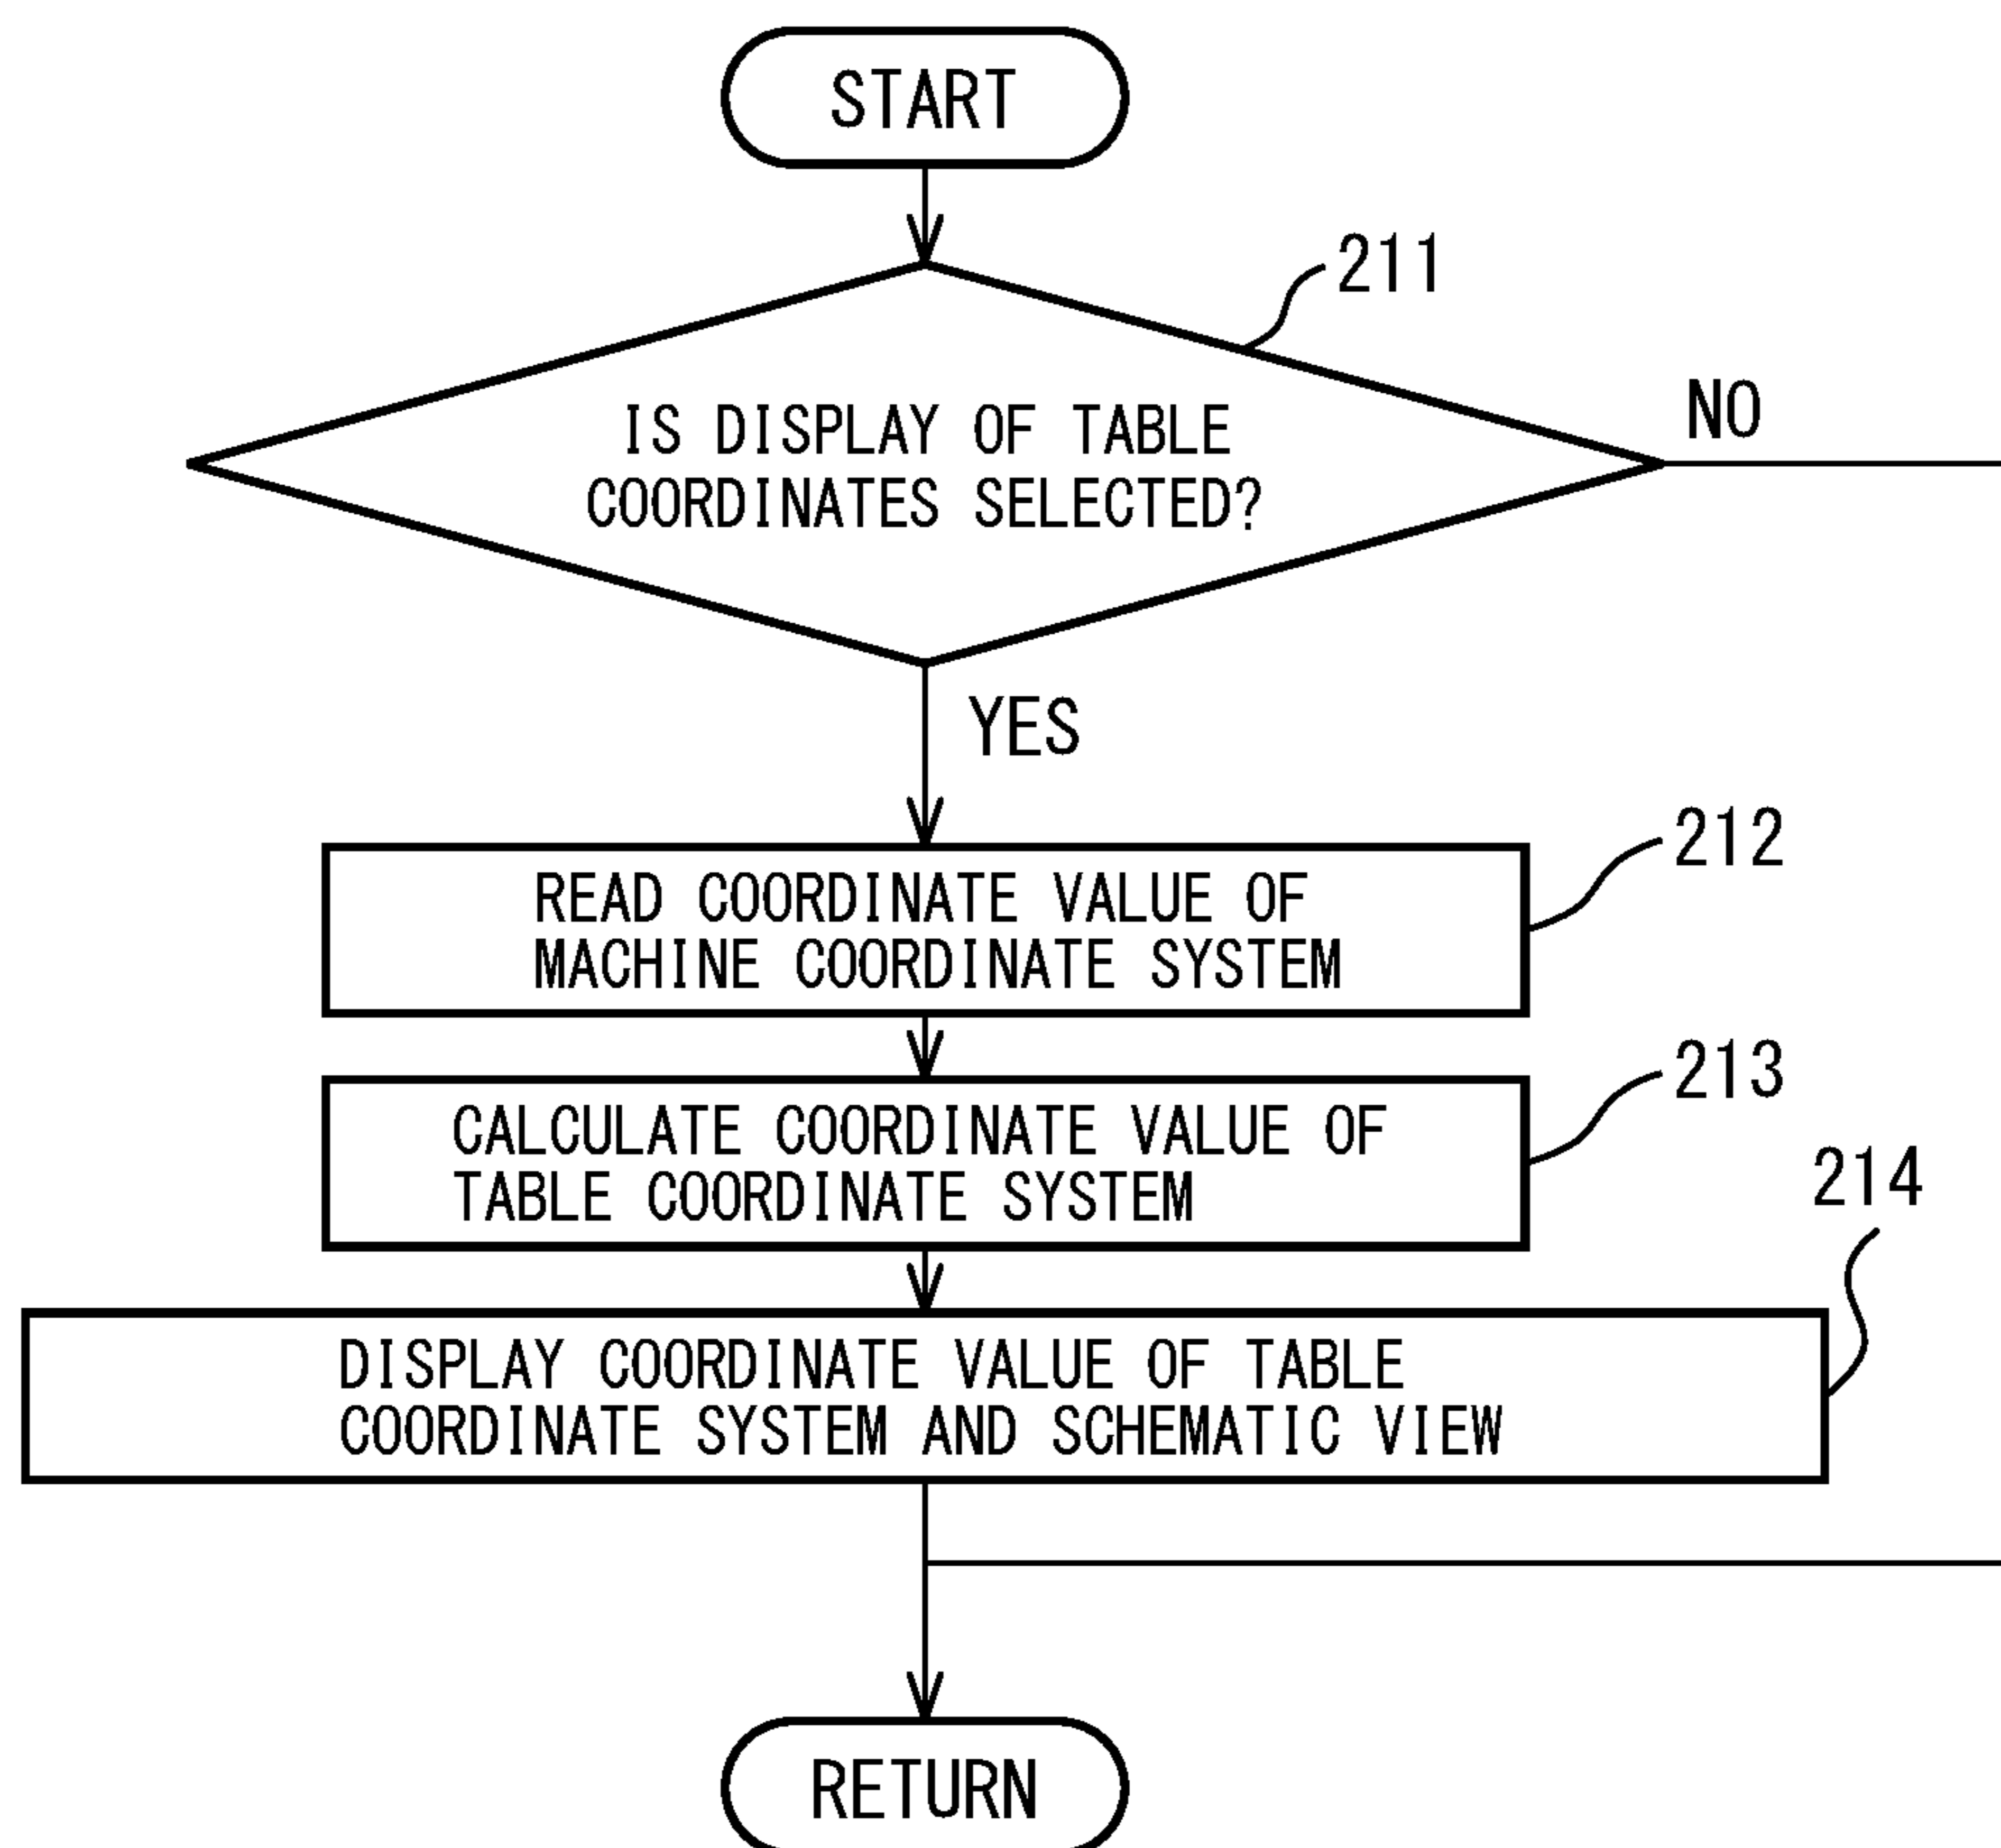 START
211
IS DISPLAY OF TABLE
COORDINATES SELECTED?
NO
YES
212
READ COORDINATE VALUE OF
MACHINE COORDINATE SYSTEM
213
CALCULATE COORDINATE VALUE OF
TABLE COORDINATE SYSTEM
214
DISPLAY COORDINATE VALUE OF TABLE
COORDINATE SYSTEM AND SCHEMATIC VIEW
RETURN